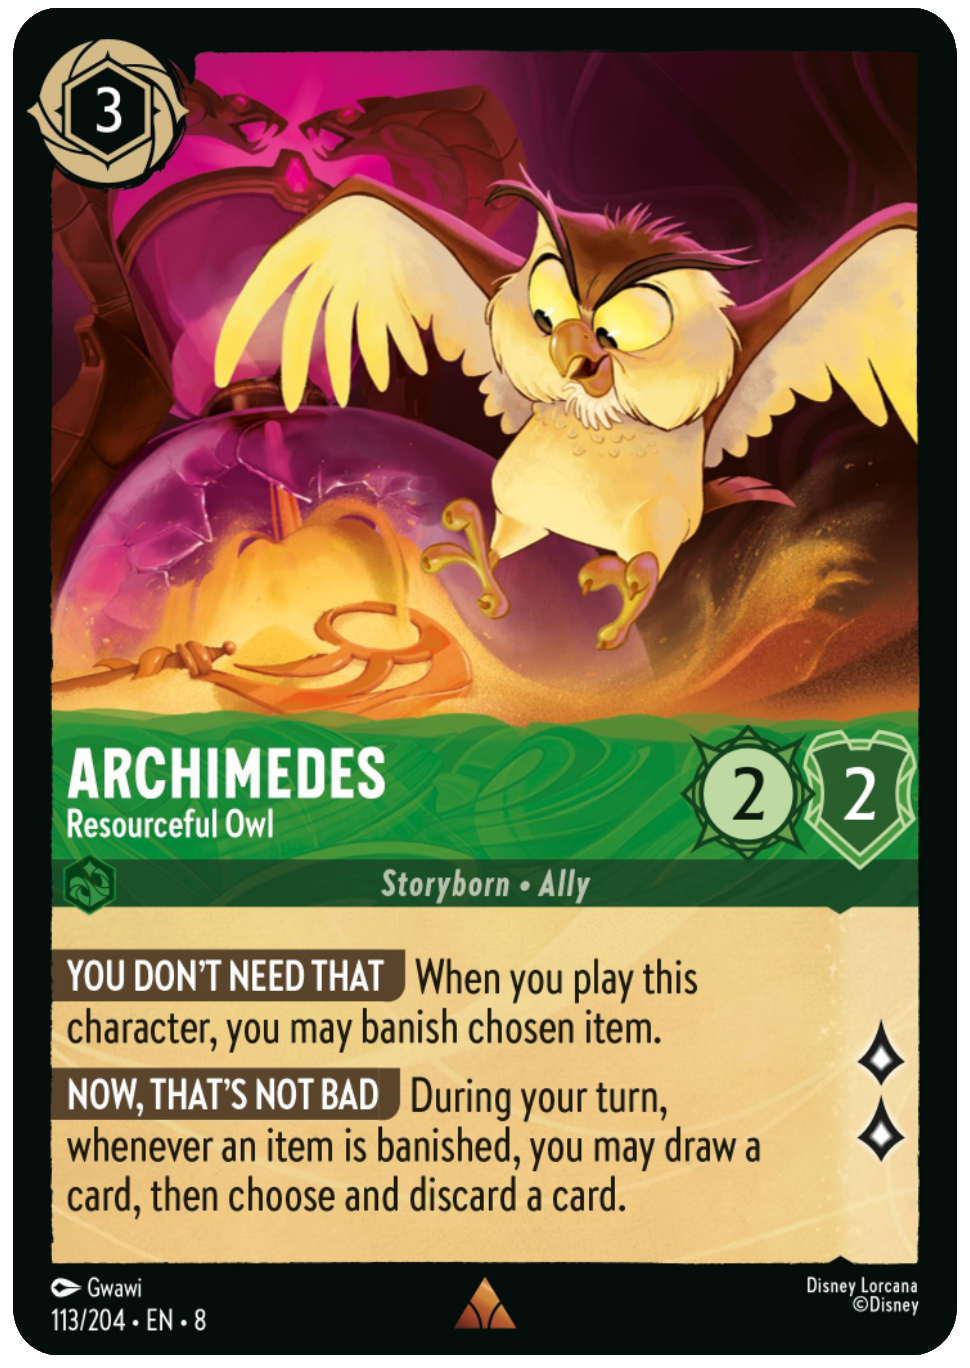 3
ARCHIMEDES
Resourceful Owl
2
2
Storyborn • Ally
YOU DON'T NEED THAT When you play this
character, you may banish chosen item.
NOW, THAT'S NOT BAD During your turn,
whenever an item is banished, you may draw a
card, then choose and discard a card.
Gwawi
113/204 • EN • 8
Disney Lorcana
©Disney